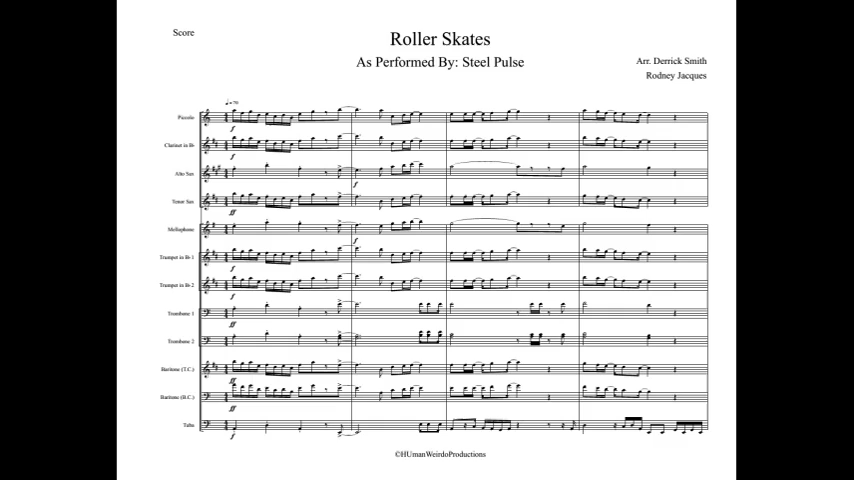 Score
Roller Skates
As Performed By: Steel Pulse
Arr. Derrick Smith
Rodney Jacques
♩=70
Piccolo
Clarinet in B♭
Alto Sax
Tenor Sax
Mellophone
Trumpet in B♭ 1
Trumpet in B♭ 2
Trombone 1
Trombone 2
Baritone (T.C.)
Baritone (B.C.)
Tuba
©HUmanWeirdoProductions